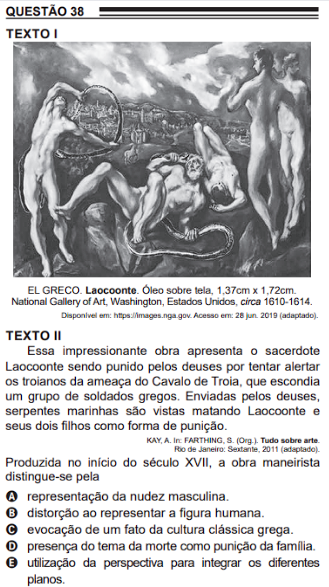 QUESTÃO 38
TEXTO I
EL GRECO. Laocoonte. Óleo sobre tela, 1,37cm x 1,72cm.
National Gallery of Art, Washington, Estados Unidos, circa 1610-1614.
Disponível em: https://images.nga.gov. Acesso em: 28 jun. 2019 (adaptado).
TEXTO II
Essa impressionante obra apresenta o sacerdote
Laocoonte sendo punido pelos deuses por tentar alertar
os troianos da ameaça do Cavalo de Troia, que escondia
um grupo de soldados gregos. Enviadas pelos deuses,
serpentes marinhas são vistas matando Laocoonte e
seus dois filhos como forma de punição.
KAY, A. In: FARTHING, S. (Org.). Tudo sobre arte.
Rio de Janeiro: Sextante, 2011 (adaptado).
Produzida no início do século XVII, a obra maneirista
distingue-se pela
A representação da nudez masculina.
B distorção ao representar a figura humana.
C evocação de um fato da cultura clássica grega.
D presença do tema da morte como punição da família.
E utilização da perspectiva para integrar os diferentes
planos.